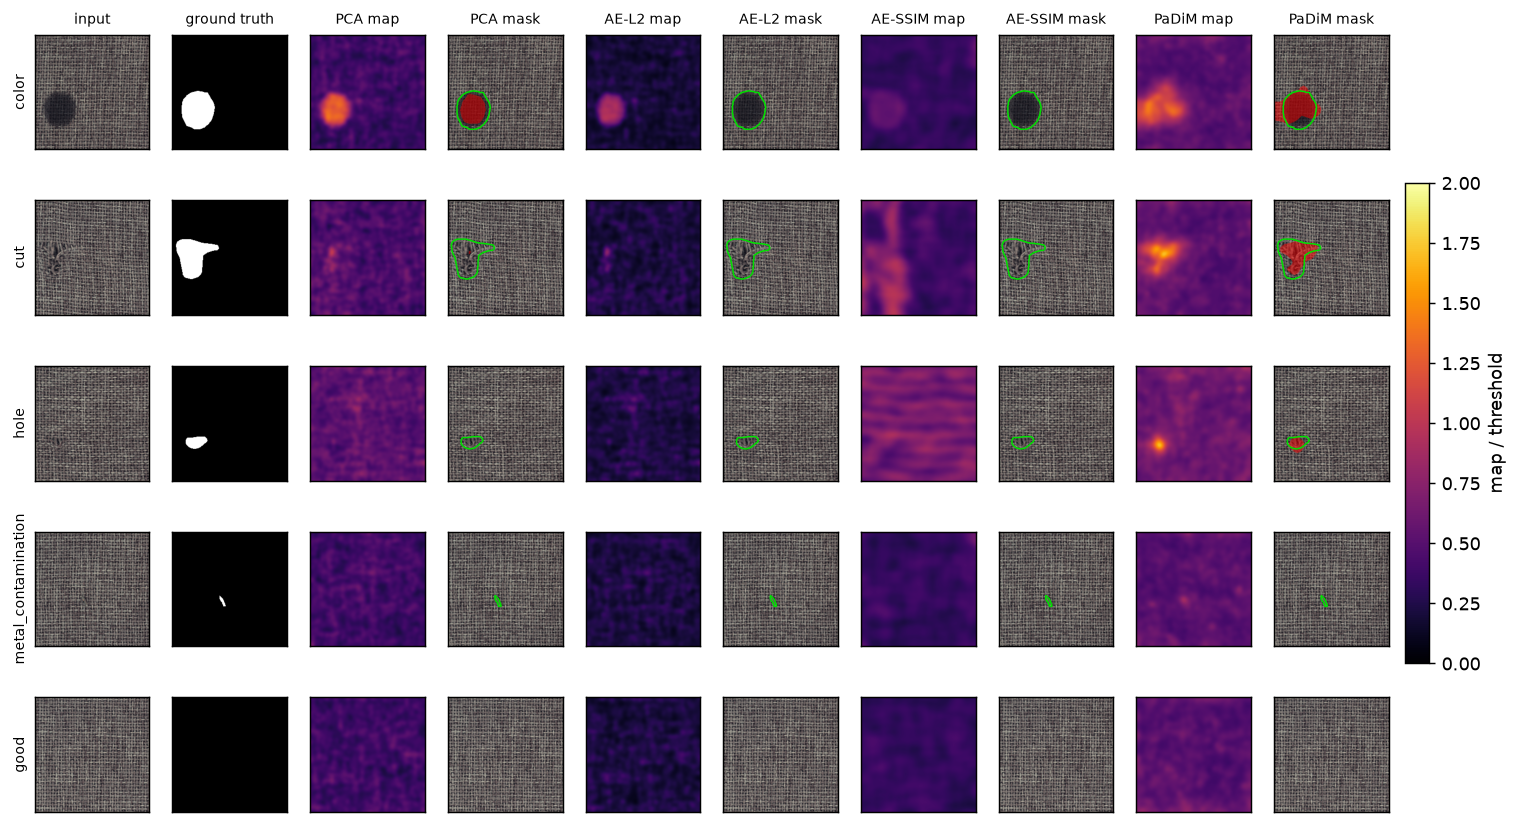 input ground truth PCA map PCA mask AE-L2 map AE-L2 mask AE-SSIM map AE-SSIM mask PaDiM map PaDiM mask
color
cut
hole
metal_contamination
good
2.00
1.75
1.50
1.25
1.00
0.75
0.50
0.25
0.00
map / threshold